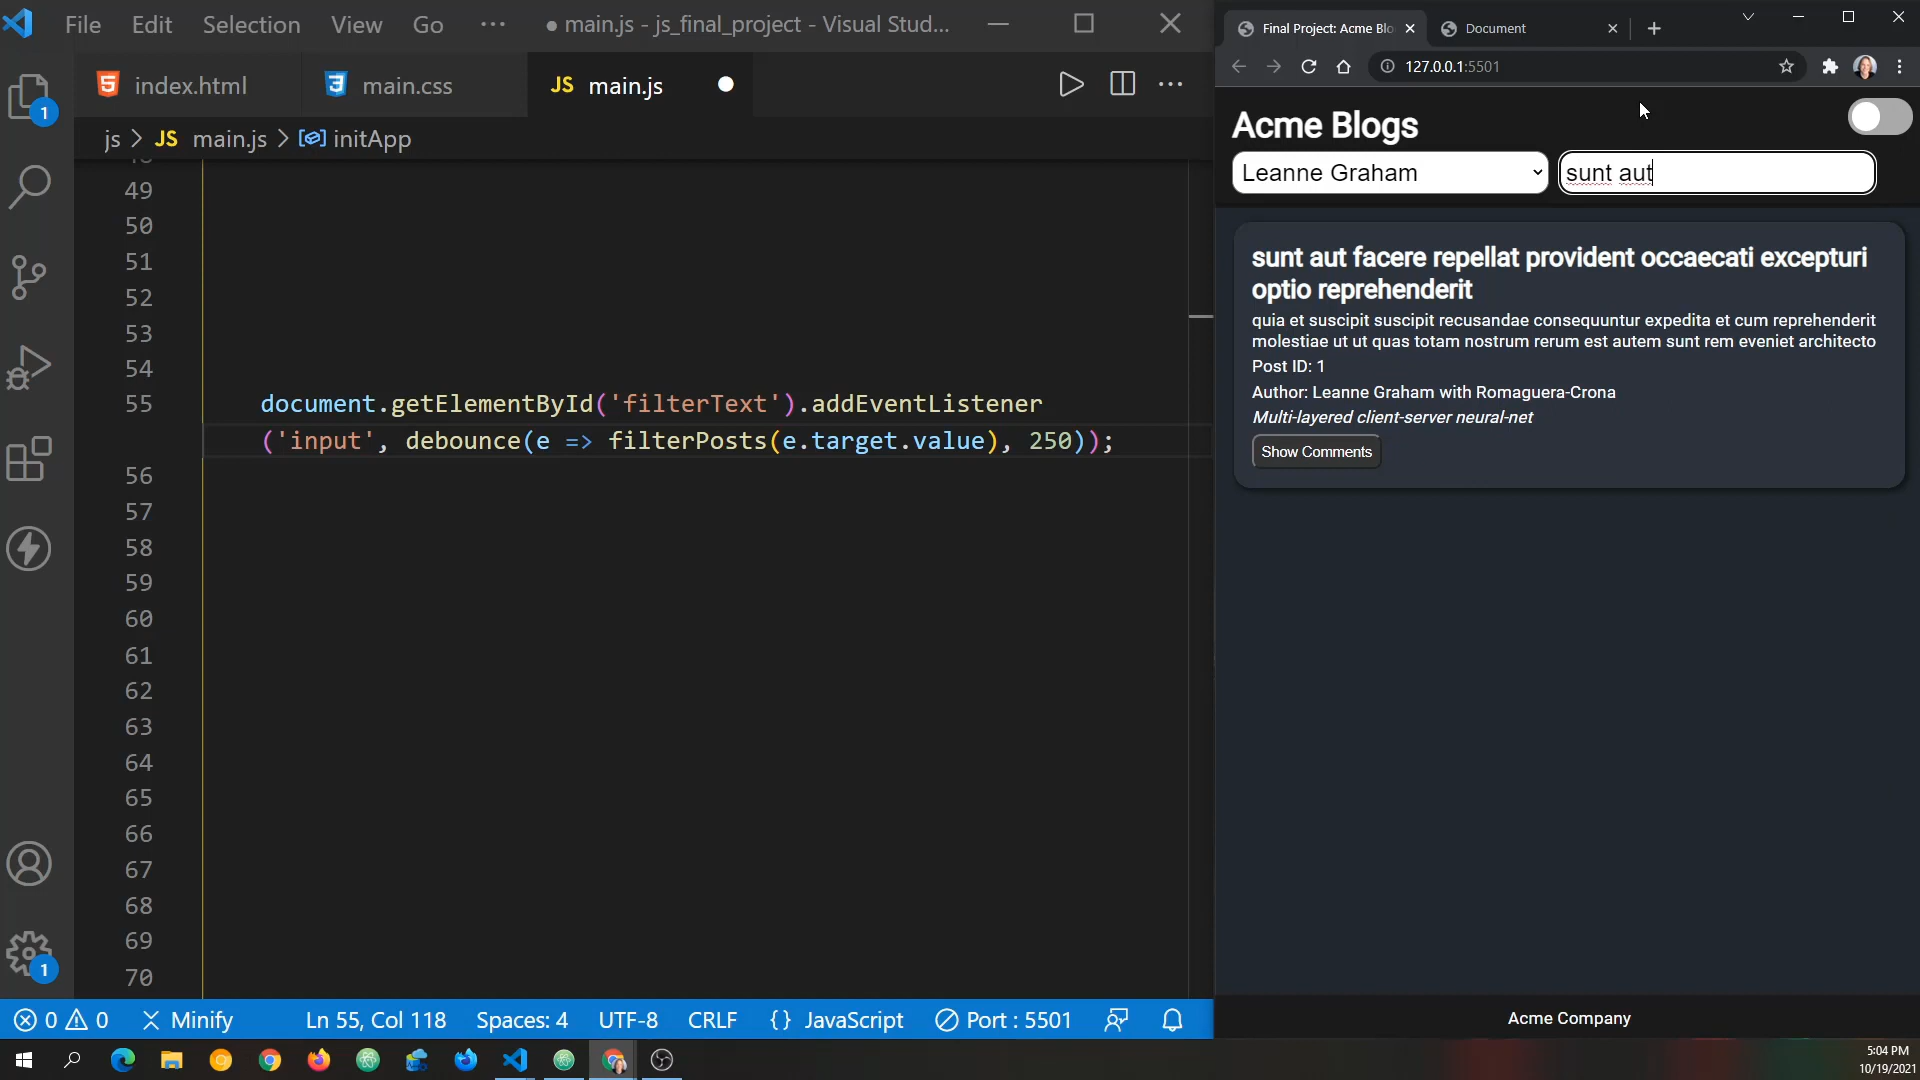 File Edit Selection View Go ··· ● main.js - js_final_project - Visual Stud...
index.html main.css JS main.js ●
js > JS main.js > initApp
49
50
51
52
53
54
55 document.getElementById('filterText').addEventListener
('input', debounce(e => filterPosts(e.target.value), 250));
56
57
58
59
60
61
62
63
64
65
66
67
68
69
70
1
1
0 0 Minify Ln 55, Col 118 Spaces: 4 UTF-8 CRLF {} JavaScript Port : 5501
Final Project: Acme Blo Document
127.0.0.1:5501
Acme Blogs
Leanne Graham sunt aut
sunt aut facere repellat provident occaecati excepturi
optio reprehenderit
quia et suscipit suscipit recusandae consequuntur expedita et cum reprehenderit
molestiae ut ut quas totam nostrum rerum est autem sunt rem eveniet architecto
Post ID: 1
Author: Leanne Graham with Romaguera-Crona
Multi-layered client-server neural-net
Show Comments
Acme Company
5:04 PM
10/19/2021